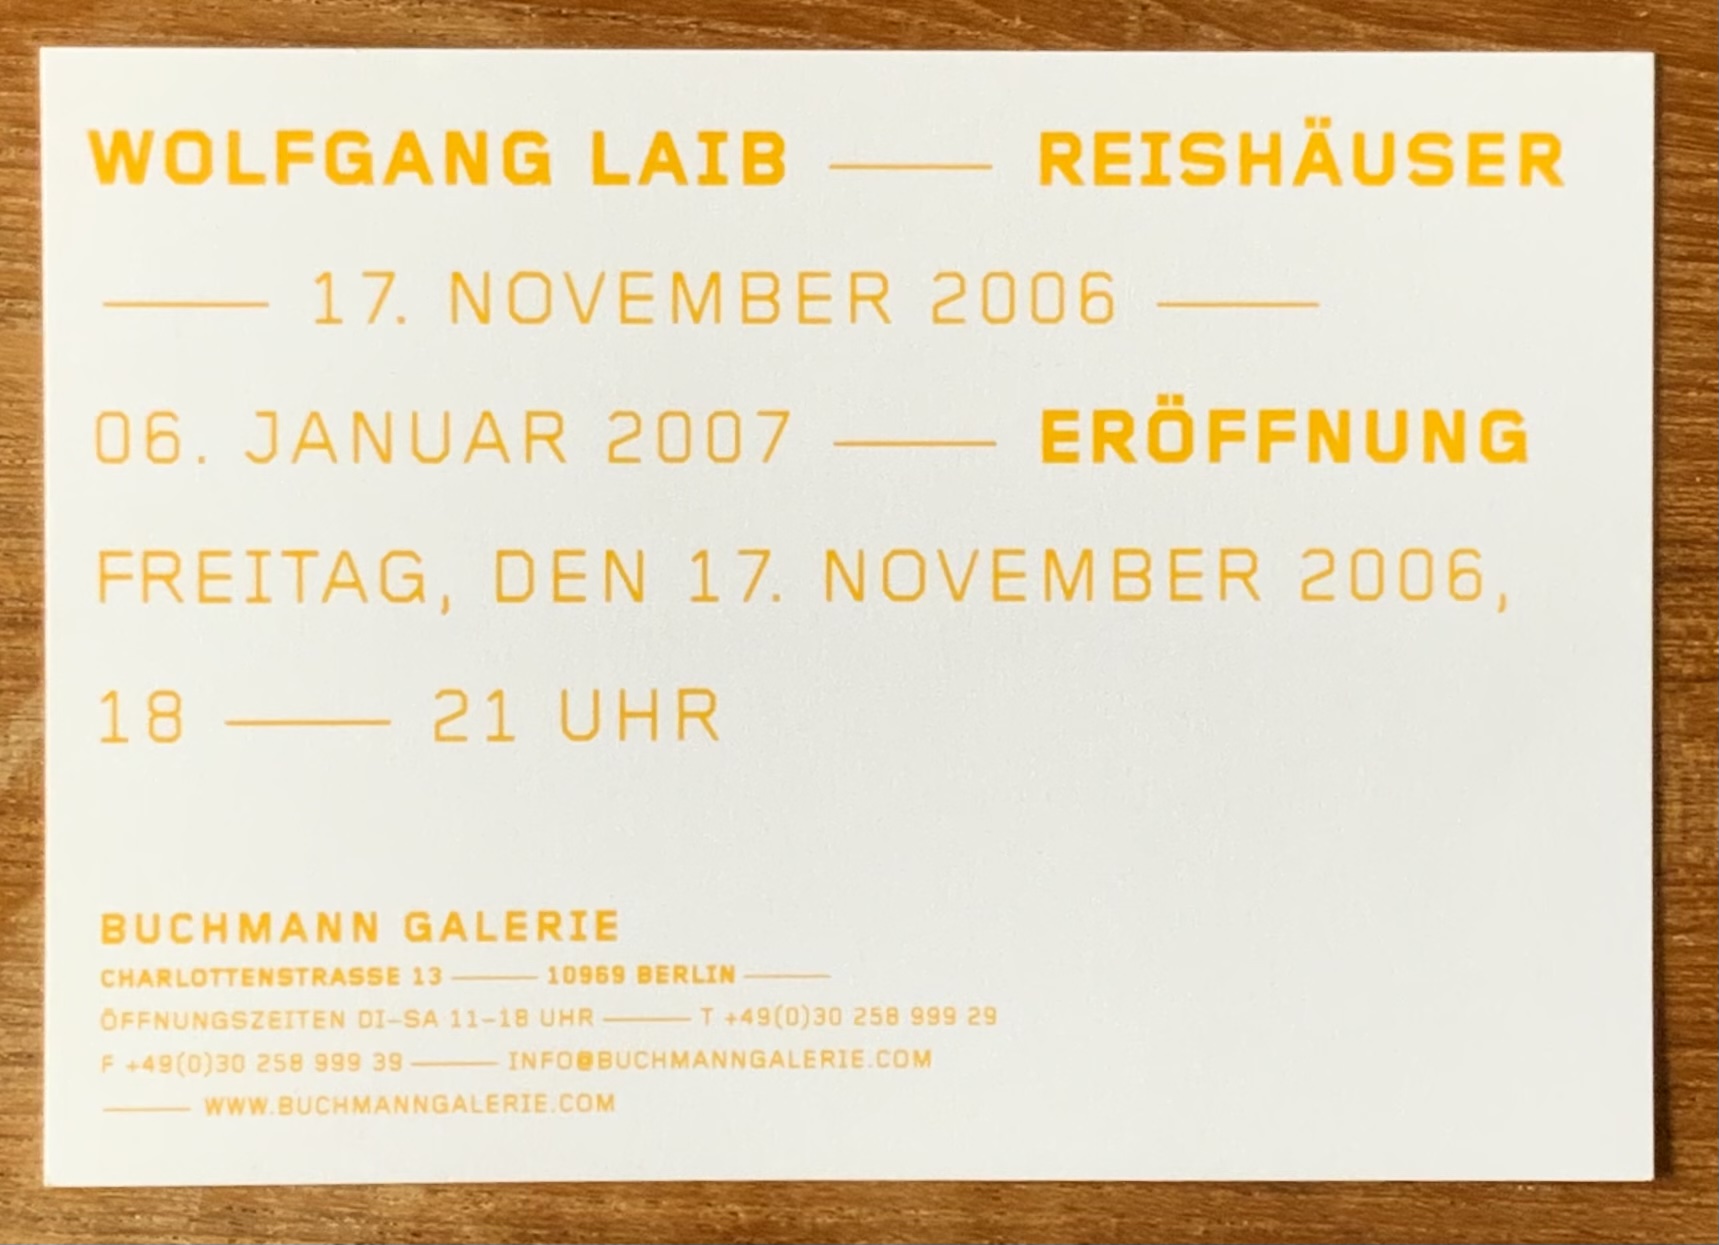 WOLFGANG LAIB —— REISHÄUSER
—— 17. NOVEMBER 2006 ——
06. JANUAR 2007 —— ERÖFFNUNG
FREITAG, DEN 17. NOVEMBER 2006,
18 —— 21 UHR
BUCHMANN GALERIE
CHARLOTTENSTRASSE 13 —— 10969 BERLIN ——
ÖFFNUNGSZEITEN DI–SA 11–18 UHR —— T +49(0)30 258 999 29
F +49(0)30 258 999 39 —— INFO@BUCHMANNGALERIE.COM
—— WWW.BUCHMANNGALERIE.COM